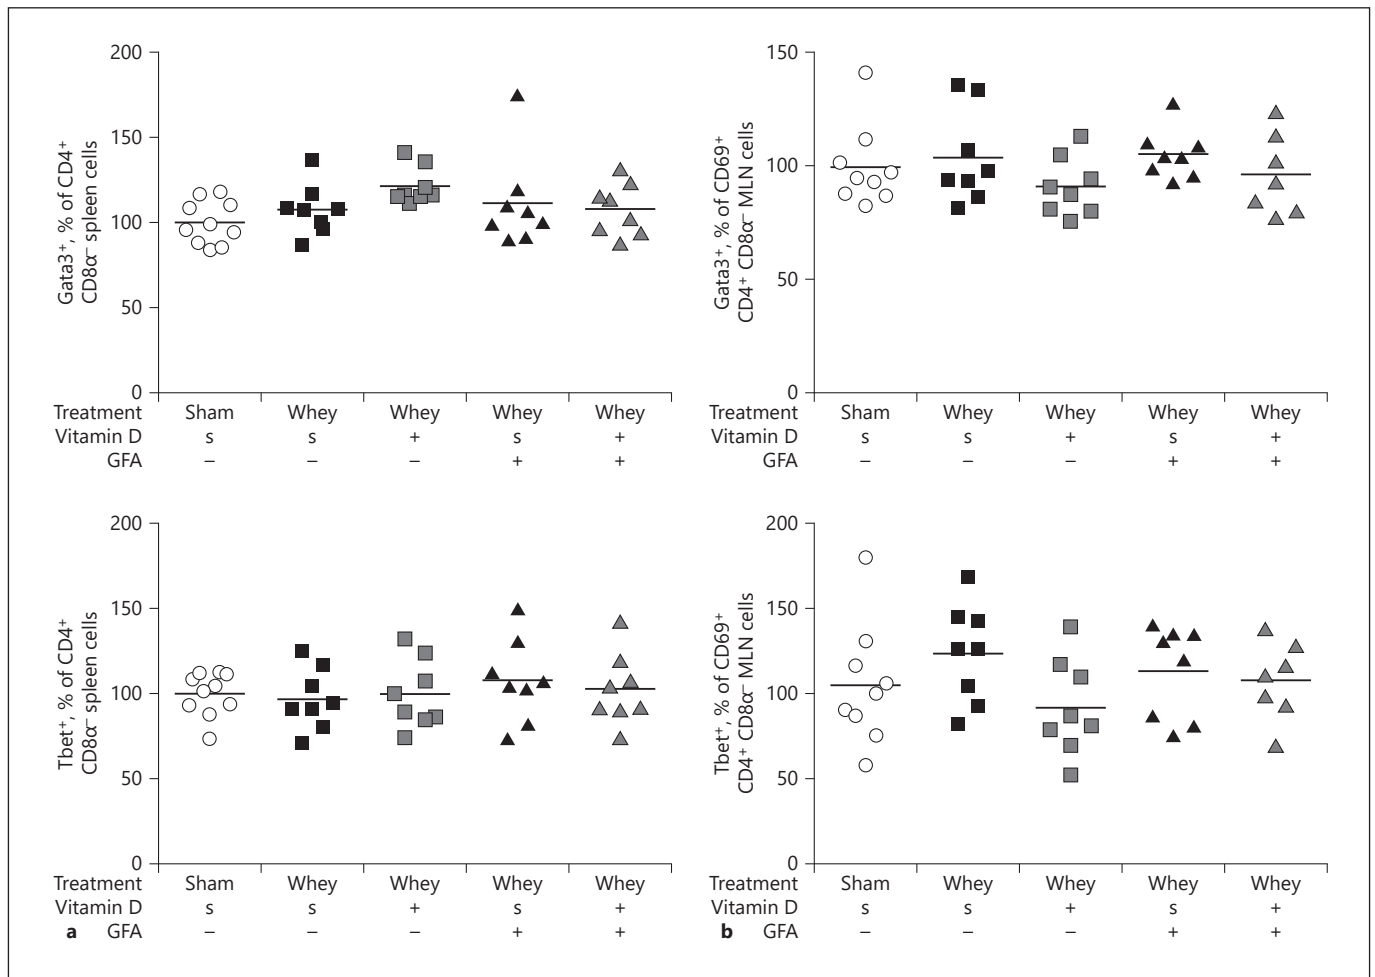 200
150
100
50
0
Gata3⁺, % of CD4⁺
CD8α⁻ spleen cells
Treatment Sham Whey Whey Whey Whey
Vitamin D s s + s +
GFA – – – + +
150
100
50
0
Gata3⁺, % of CD69⁺
CD4⁺ CD8α⁻ MLN cells
Treatment Sham Whey Whey Whey Whey
Vitamin D s s + s +
GFA – – – + +
200
150
100
50
0
Tbet⁺, % of CD4⁺
CD8α⁻ spleen cells
Treatment Sham Whey Whey Whey Whey
Vitamin D s s + s +
a GFA – – – + +
200
150
100
50
0
Tbet⁺, % of CD69⁺
CD4⁺ CD8α⁻ MLN cells
Treatment Sham Whey Whey Whey Whey
Vitamin D s s + s +
b GFA – – – + +